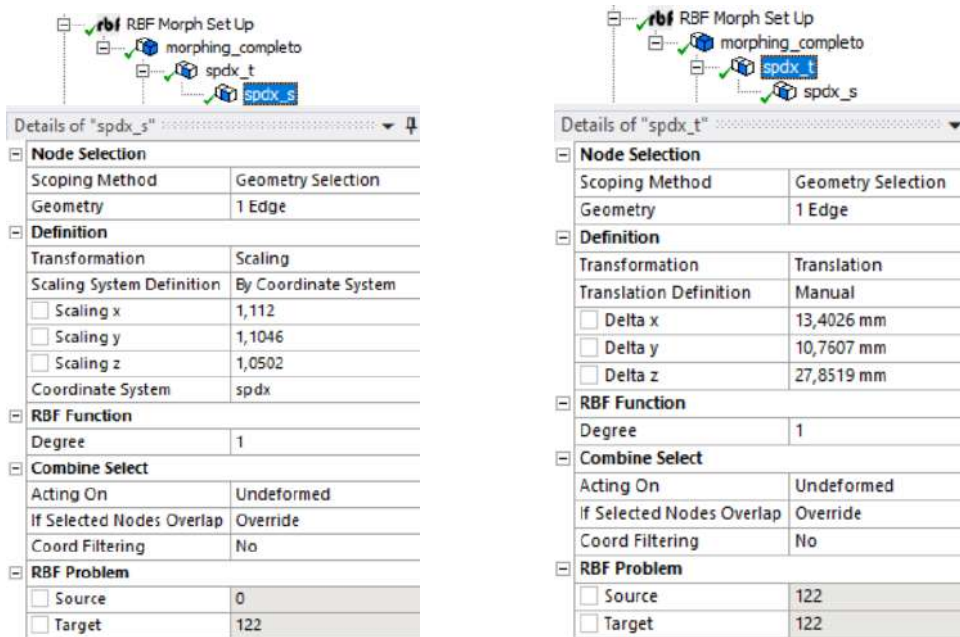 rbf RBF Morph Set Up
morphing_completo
spdx_t
spdx_s
Details of "spdx_s"
Node Selection
Scoping Method Geometry Selection
Geometry 1 Edge
Definition
Transformation Scaling
Scaling System Definition By Coordinate System
Scaling x 1,112
Scaling y 1,1046
Scaling z 1,0502
Coordinate System spdx
RBF Function
Degree 1
Combine Select
Acting On Undeformed
If Selected Nodes Overlap Override
Coord Filtering No
RBF Problem
Source 0
Target 122
rbf RBF Morph Set Up
morphing_completo
spdx_t
spdx_s
Details of "spdx_t"
Node Selection
Scoping Method Geometry Selection
Geometry 1 Edge
Definition
Transformation Translation
Translation Definition Manual
Delta x 13,4026 mm
Delta y 10,7607 mm
Delta z 27,8519 mm
RBF Function
Degree 1
Combine Select
Acting On Undeformed
If Selected Nodes Overlap Override
Coord Filtering No
RBF Problem
Source 122
Target 122